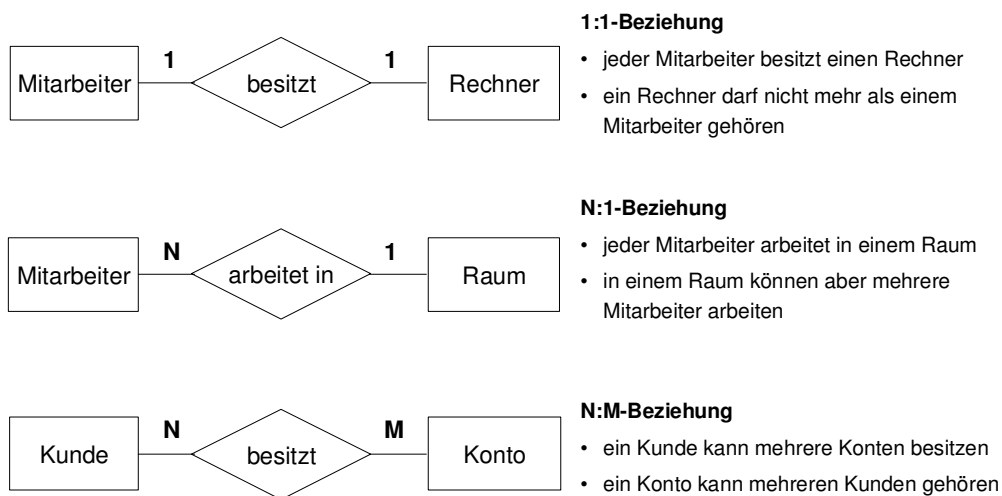 1:1-Beziehung
Mitarbeiter 1 besitzt 1 Rechner
• jeder Mitarbeiter besitzt einen Rechner
• ein Rechner darf nicht mehr als einem
Mitarbeiter gehören
N:1-Beziehung
Mitarbeiter N arbeitet in 1 Raum
• jeder Mitarbeiter arbeitet in einem Raum
• in einem Raum können aber mehrere
Mitarbeiter arbeiten
N:M-Beziehung
Kunde N besitzt M Konto
• ein Kunde kann mehrere Konten besitzen
• ein Konto kann mehreren Kunden gehören